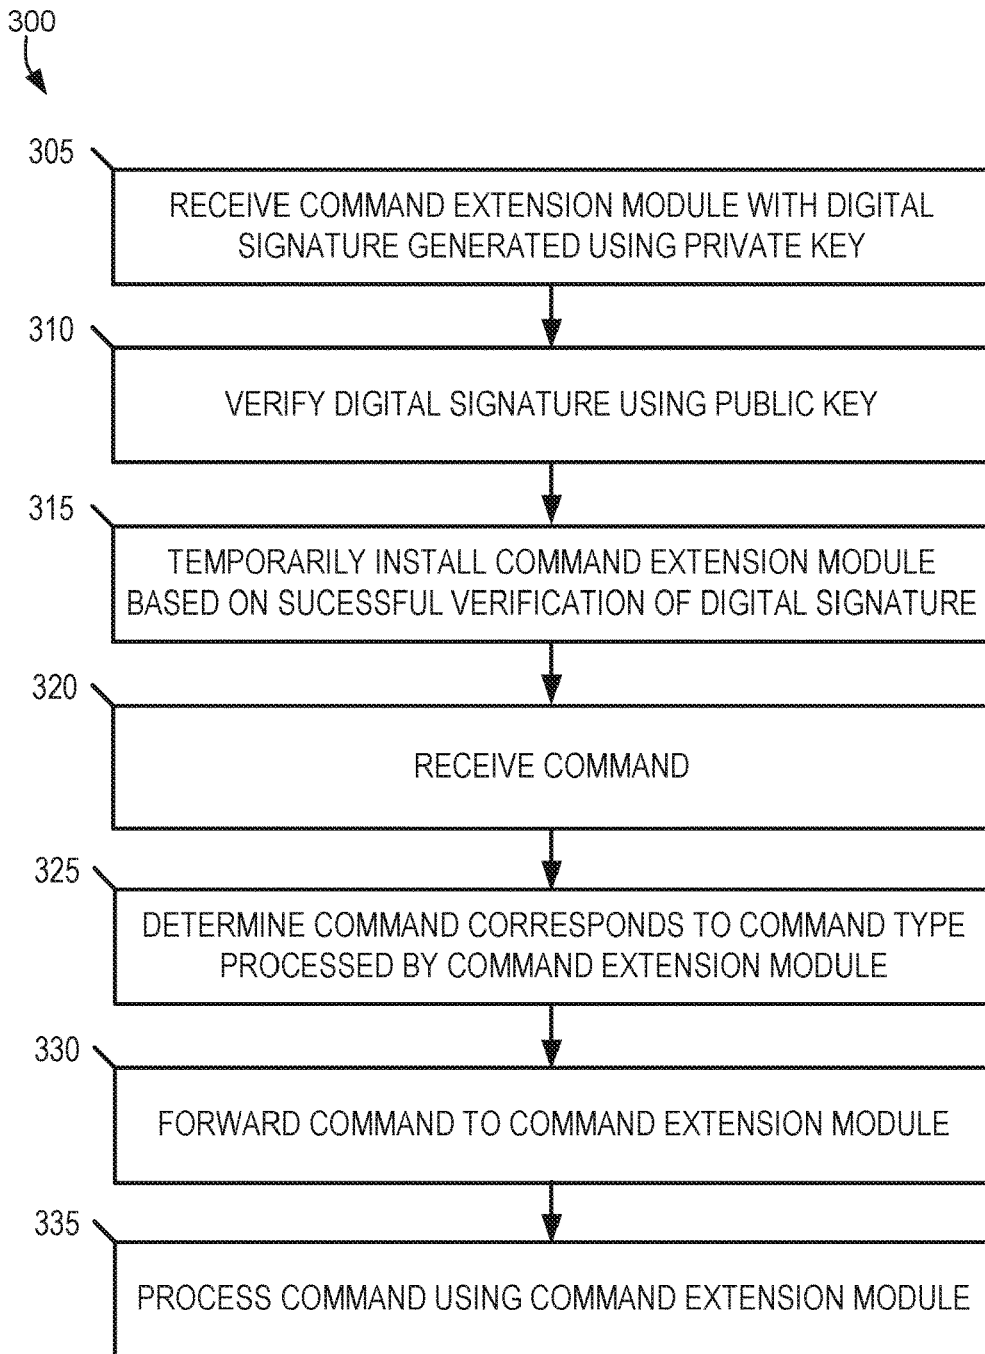 300
305
RECEIVE COMMAND EXTENSION MODULE WITH DIGITAL
SIGNATURE GENERATED USING PRIVATE KEY
310
VERIFY DIGITAL SIGNATURE USING PUBLIC KEY
315
TEMPORARILY INSTALL COMMAND EXTENSION MODULE
BASED ON SUCESSFUL VERIFICATION OF DIGITAL SIGNATURE
320
RECEIVE COMMAND
325
DETERMINE COMMAND CORRESPONDS TO COMMAND TYPE
PROCESSED BY COMMAND EXTENSION MODULE
330
FORWARD COMMAND TO COMMAND EXTENSION MODULE
335
PROCESS COMMAND USING COMMAND EXTENSION MODULE